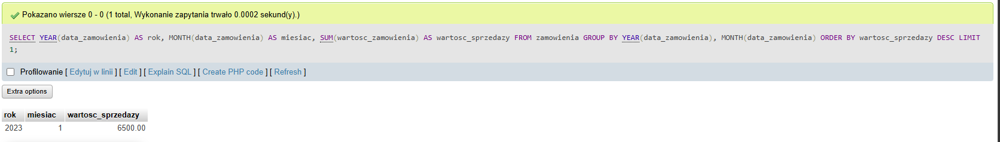 Pokazano wiersze 0 - 0 (1 total, Wykonanie zapytania trwało 0.0002 sekund(y).)
SELECT YEAR(data_zamowienia) AS rok, MONTH(data_zamowienia) AS miesiac, SUM(wartosc_zamowienia) AS wartosc_sprzedazy FROM zamowienia GROUP BY YEAR(data_zamowienia), MONTH(data_zamowienia) ORDER BY wartosc_sprzedazy DESC LIMIT
1;
Profilowanie [ Edytuj w linii ] [ Edit ] [ Explain SQL ] [ Create PHP code ] [ Refresh ]
Extra options
rok miesiac wartosc_sprzedazy
2023 1 6500.00